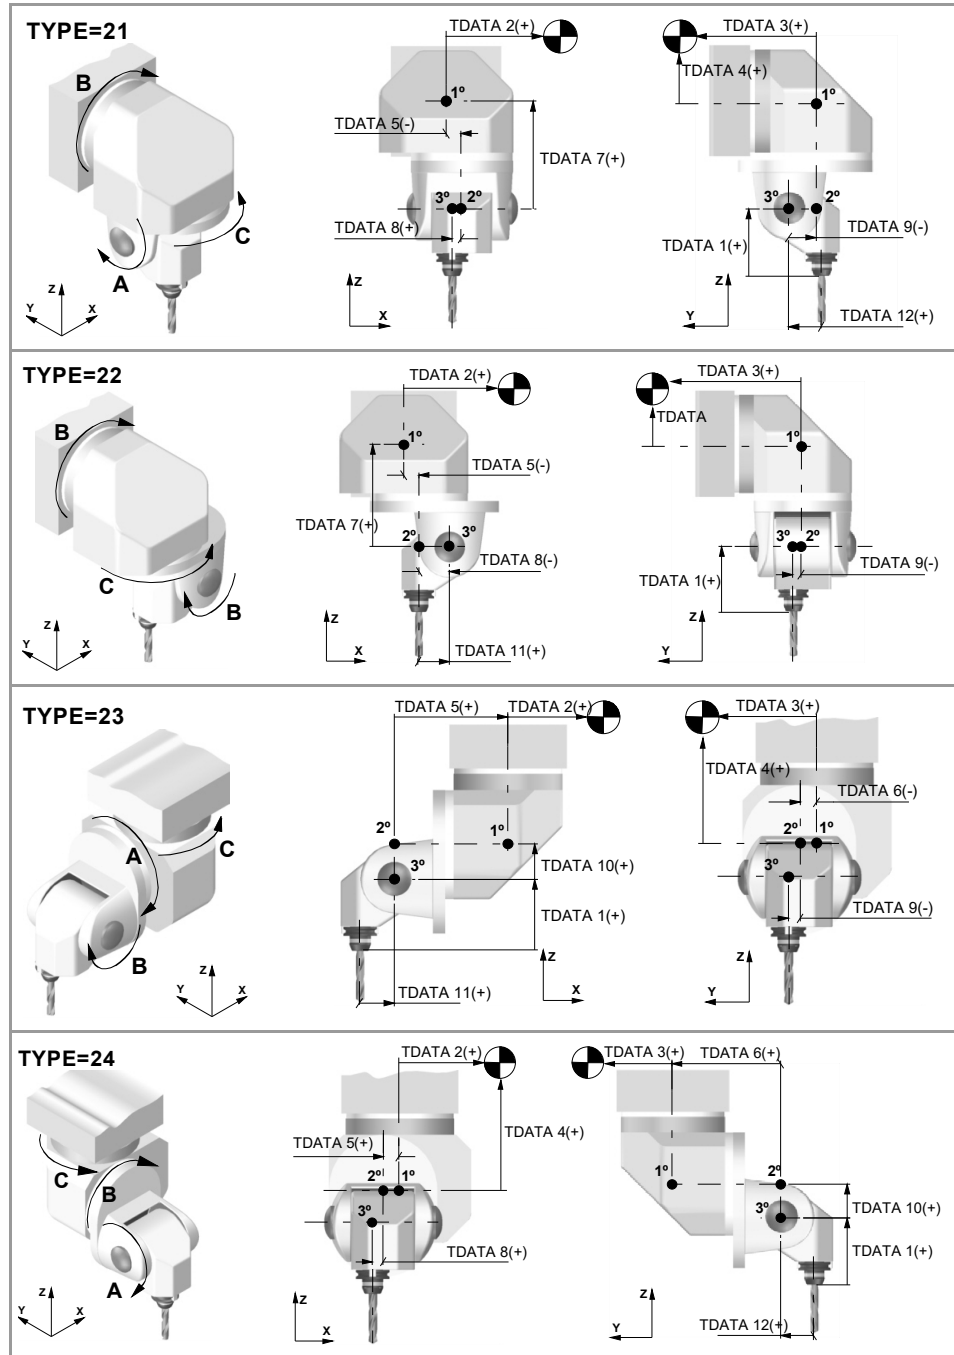 TYPE=21
B
A
C
Z
Y
X
TDATA 2(+)
1º
TDATA 5(-)
TDATA 7(+)
3º
2º
TDATA 8(+)
Z
X
TDATA 3(+)
TDATA 4(+)
1º
3º
2º
TDATA 1(+)
TDATA 9(-)
Z
Y
TDATA 12(+)
TYPE=22
B
C
B
Z
Y
X
TDATA 2(+)
1º
TDATA 5(-)
TDATA 7(+)
2º
3º
TDATA 8(-)
Z
X
TDATA 11(+)
TDATA 3(+)
TDATA
1º
3º
2º
TDATA 9(-)
TDATA 1(+)
Z
Y
TYPE=23
A
C
B
Z
Y
X
TDATA 5(+)
TDATA 2(+)
2º
1º
3º
TDATA 10(+)
TDATA 1(+)
Z
X
TDATA 11(+)
TDATA 3(+)
TDATA 4(+)
TDATA 6(-)
2º
1º
3º
TDATA 9(-)
Z
Y
TYPE=24
C
B
A
Z
Y
X
TDATA 2(+)
TDATA 4(+)
TDATA 5(+)
2º
1º
3º
TDATA 8(+)
Z
X
TDATA 3(+)
TDATA 6(+)
1º
2º
3º
TDATA 10(+)
TDATA 1(+)
Z
Y
TDATA 12(+)